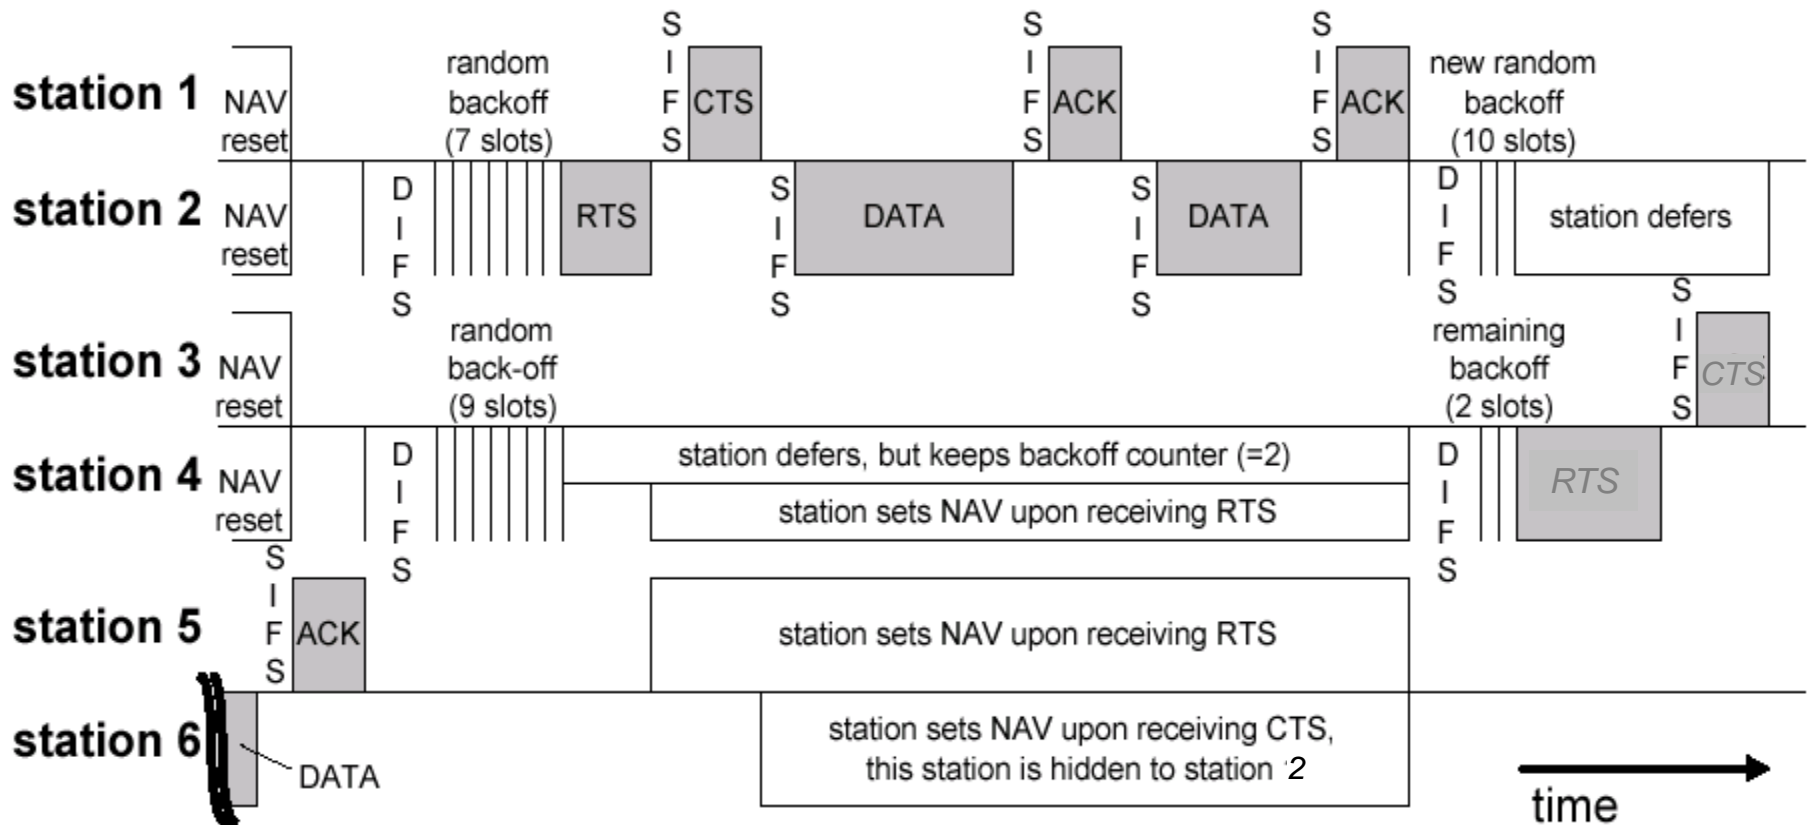 station 1
NAV
reset
random
backoff
(7 slots)
SIFS
CTS
SIFS
ACK
SIFS
ACK
new random
backoff
(10 slots)
station 2
NAV
reset
DIFS
RTS
SIFS
DATA
SIFS
DATA
DIFS
station defers
station 3
NAV
reset
random
back-off
(9 slots)
remaining
backoff
(2 slots)
SIFS
CTS
station 4
NAV
reset
DIFS
station defers, but keeps backoff counter (=2)
station sets NAV upon receiving RTS
DIFS
RTS
station 5
SIFS
ACK
station sets NAV upon receiving RTS
station 6
DATA
station sets NAV upon receiving CTS,
this station is hidden to station 2
time